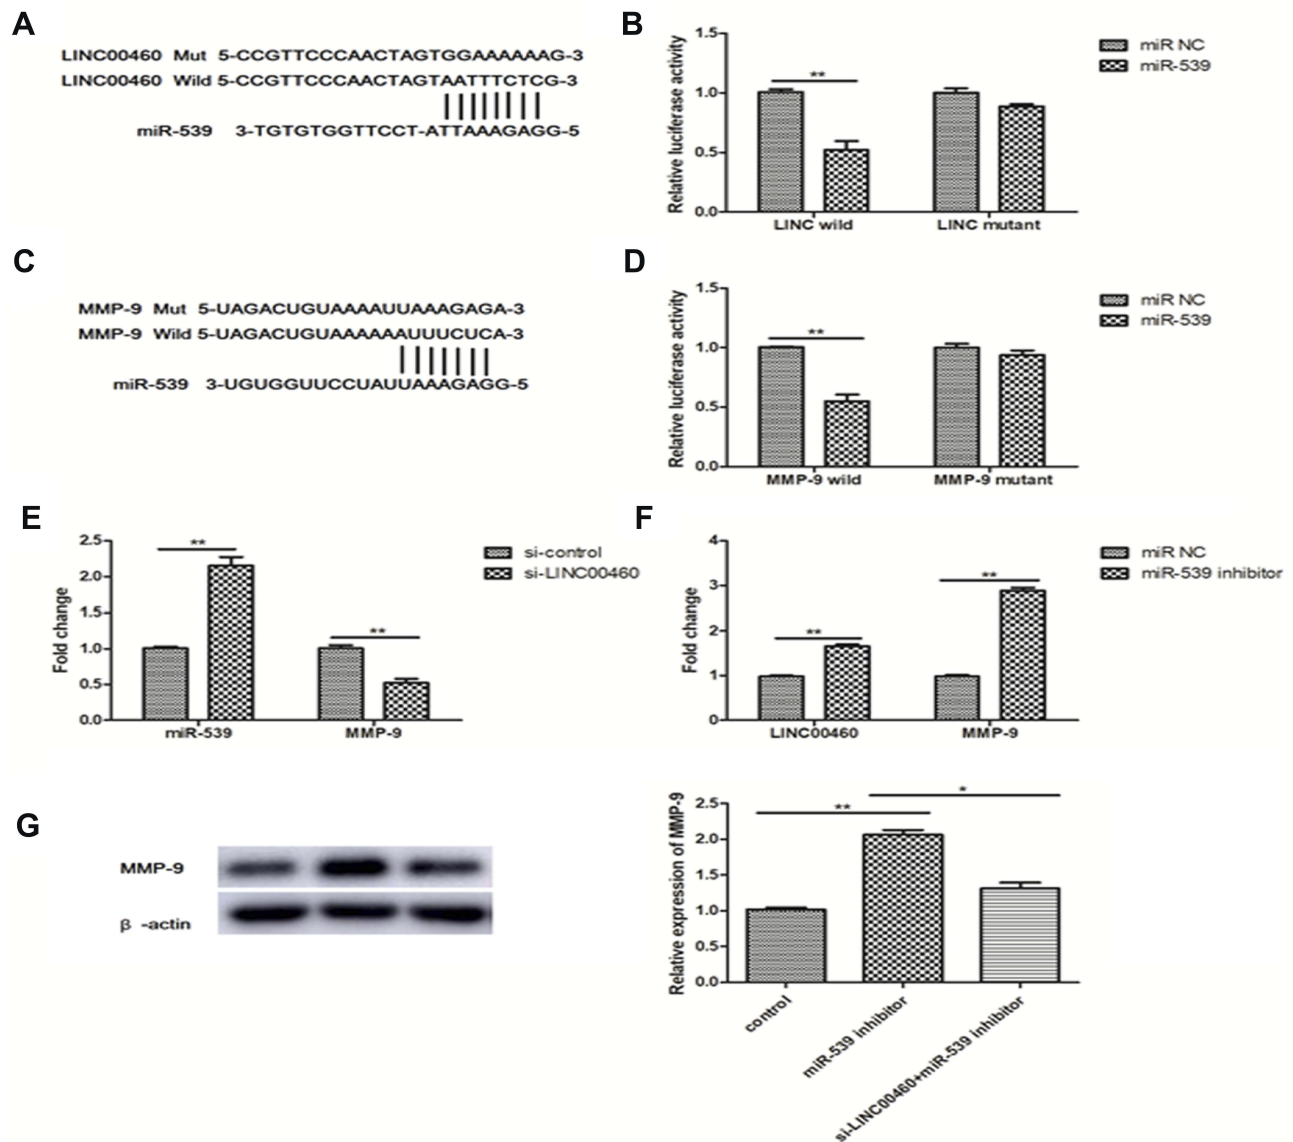 A
LINC00460 Mut 5-CCGTTCCCAACTAGTGGAAAAAAG-3
LINC00460 Wild 5-CCGTTCCCAACTAGTAATTTCTCG-3
miR-539 3-TGTGTGGTTCCT-ATTAAAGAGG-5
B
1.5
1.0
0.5
0.0
Relative luciferase activity
**
LINC wild
LINC mutant
miR NC
miR-539
C
MMP-9 Mut 5-UAGACUGUAAAAUUAAAGAGA-3
MMP-9 Wild 5-UAGACUGUAAAAAAUUUCUCA-3
miR-539 3-UGUGGUUCCUAUUAAAGAGG-5
D
1.5
1.0
0.5
0.0
Relative luciferase activity
**
MMP-9 wild
MMP-9 mutant
miR NC
miR-539
E
2.5
2.0
1.5
1.0
0.5
0.0
Fold change
**
**
miR-539
MMP-9
si-control
si-LINC00460
F
4
3
2
1
0
Fold change
**
**
LINC00460
MMP-9
miR NC
miR-539 inhibitor
G
MMP-9
β -actin
2.5
2.0
1.5
1.0
0.5
0.0
Relative expression of MMP-9
**
*
control
miR-539 inhibitor
si-LINC00460+miR-539 inhibitor